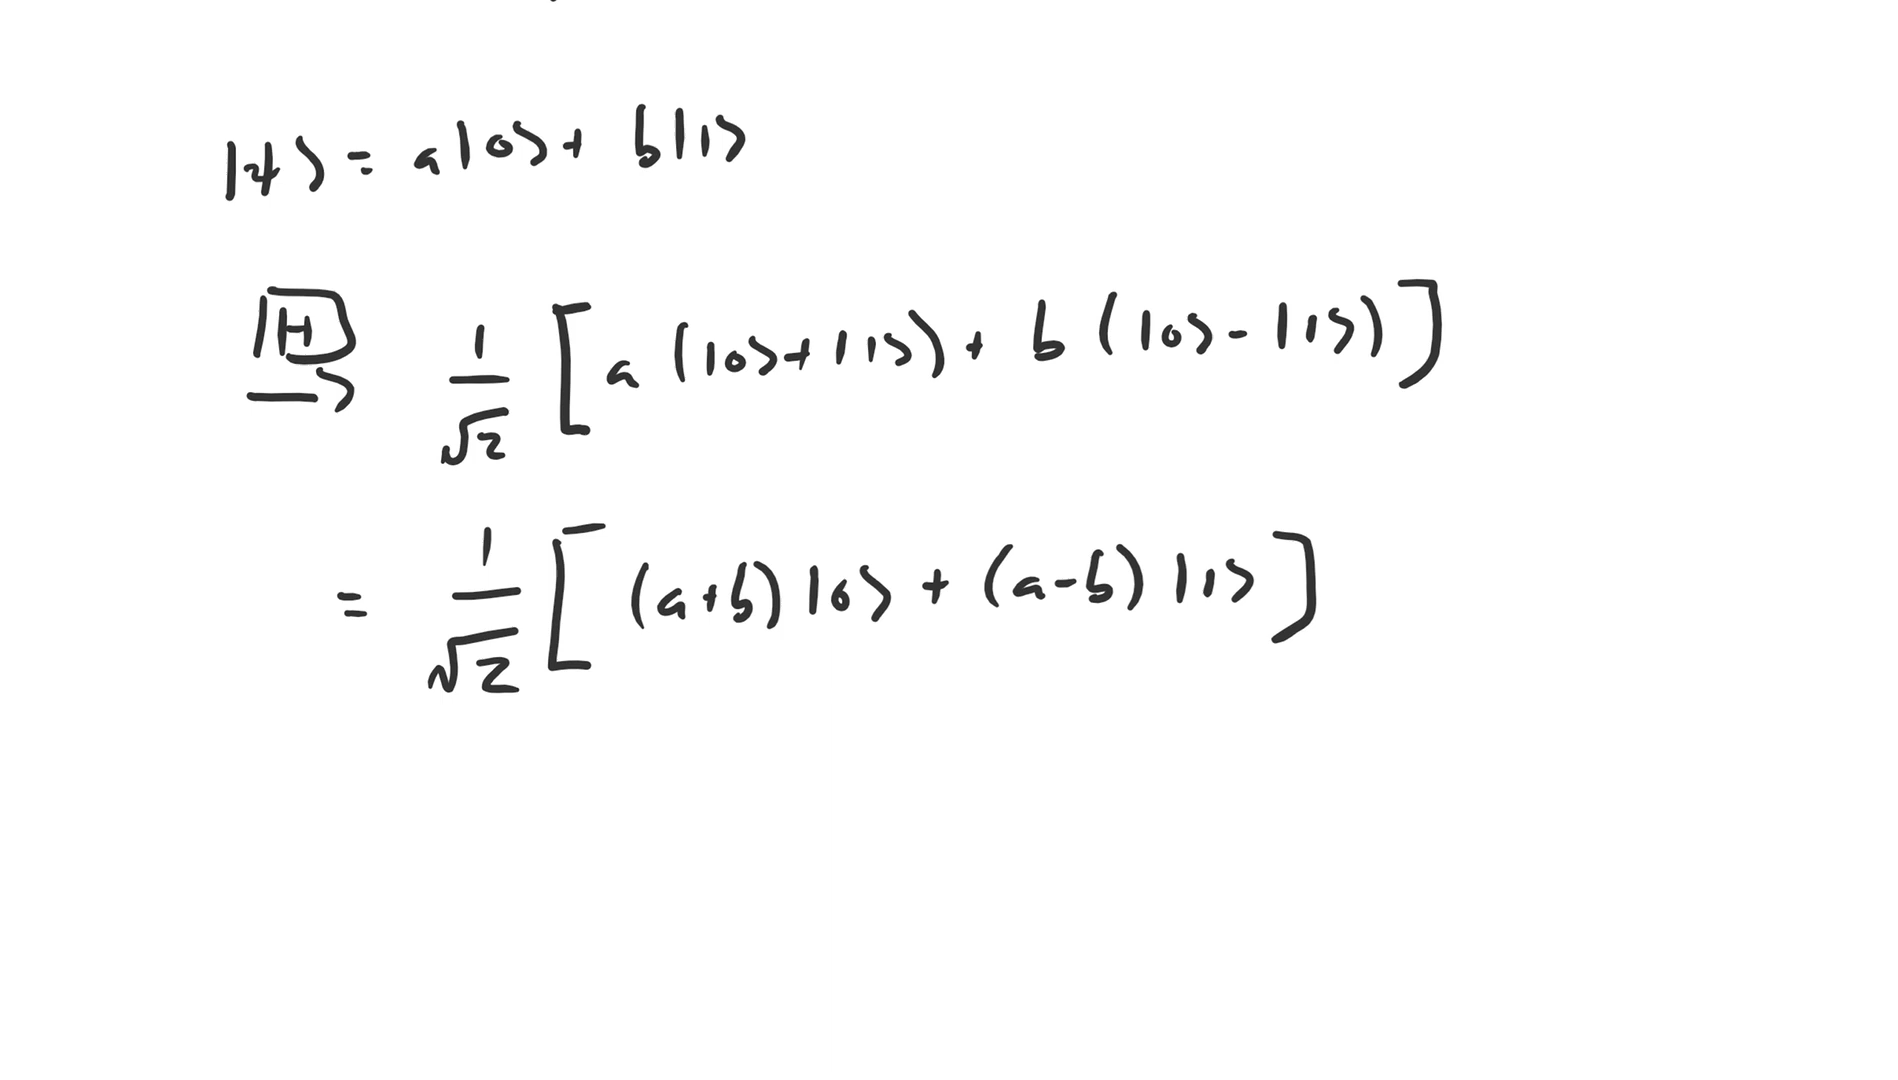 |ψ⟩ = a|0⟩ + b|1⟩
H → 1/√2 [a (|0⟩ + |1⟩) + b (|0⟩ - |1⟩)]
= 1/√2 [(a+b) |0⟩ + (a-b) |1⟩]